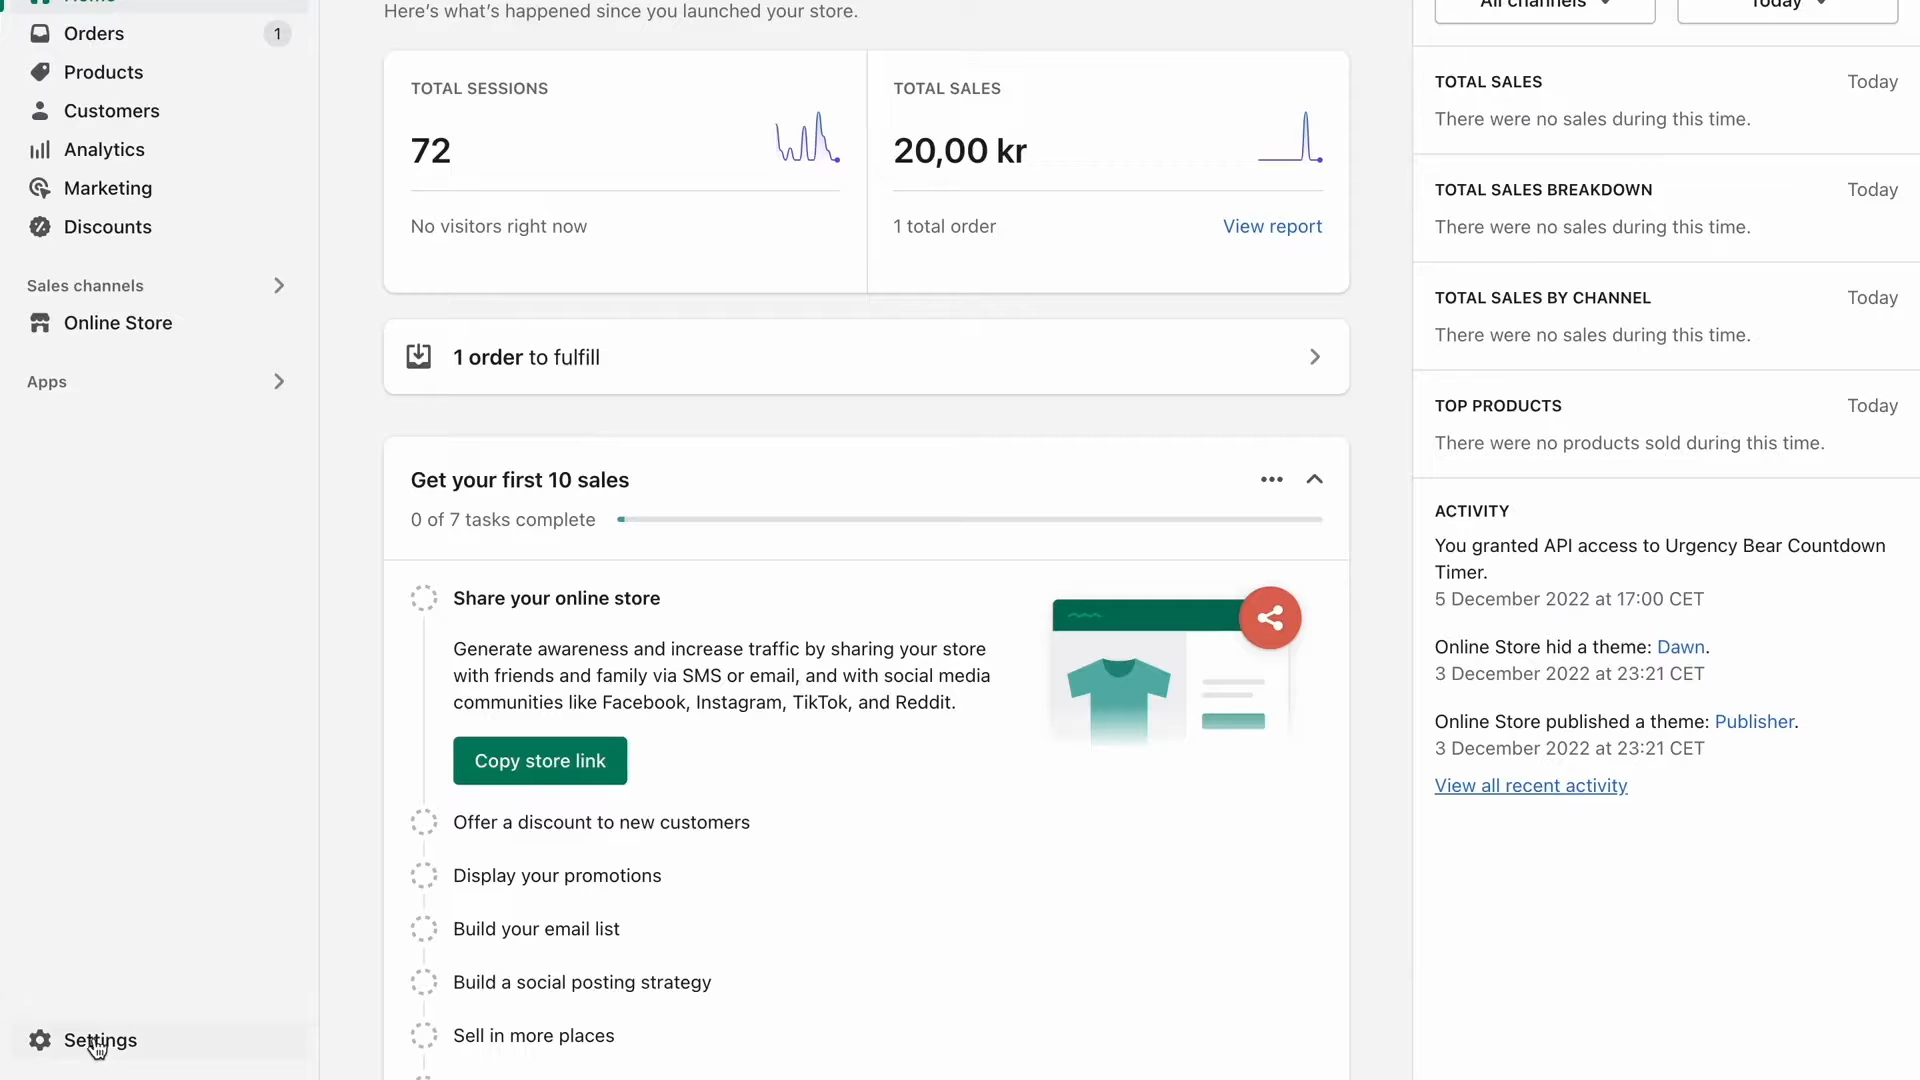 Home
Orders
1
Products
Customers
Analytics
Marketing
Discounts
Sales channels
Online Store
Apps
Settings
Here's what's happened since you launched your store.
TOTAL SESSIONS
72
No visitors right now
TOTAL SALES
20,00 kr
1 total order
View report
1 order to fulfill
Get your first 10 sales
0 of 7 tasks complete
Share your online store
Generate awareness and increase traffic by sharing your store
with friends and family via SMS or email, and with social media
communities like Facebook, Instagram, TikTok, and Reddit.
Copy store link
Offer a discount to new customers
Display your promotions
Build your email list
Build a social posting strategy
Sell in more places
All channels
Today
TOTAL SALES
Today
There were no sales during this time.
TOTAL SALES BREAKDOWN
Today
There were no sales during this time.
TOTAL SALES BY CHANNEL
Today
There were no sales during this time.
TOP PRODUCTS
Today
There were no products sold during this time.
ACTIVITY
You granted API access to Urgency Bear Countdown
Timer.
5 December 2022 at 17:00 CET
Online Store hid a theme: Dawn.
3 December 2022 at 23:21 CET
Online Store published a theme: Publisher.
3 December 2022 at 23:21 CET
View all recent activity